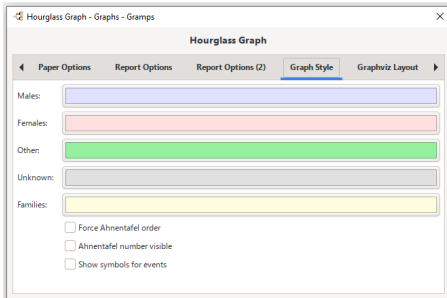 Hourglass Graph - Graphs - Gramps
Hourglass Graph
Paper Options Report Options Report Options (2) Graph Style Graphviz Layout
Males:
Females:
Other:
Unknown:
Families:
Force Ahnentafel order
Ahnentafel number visible
Show symbols for events